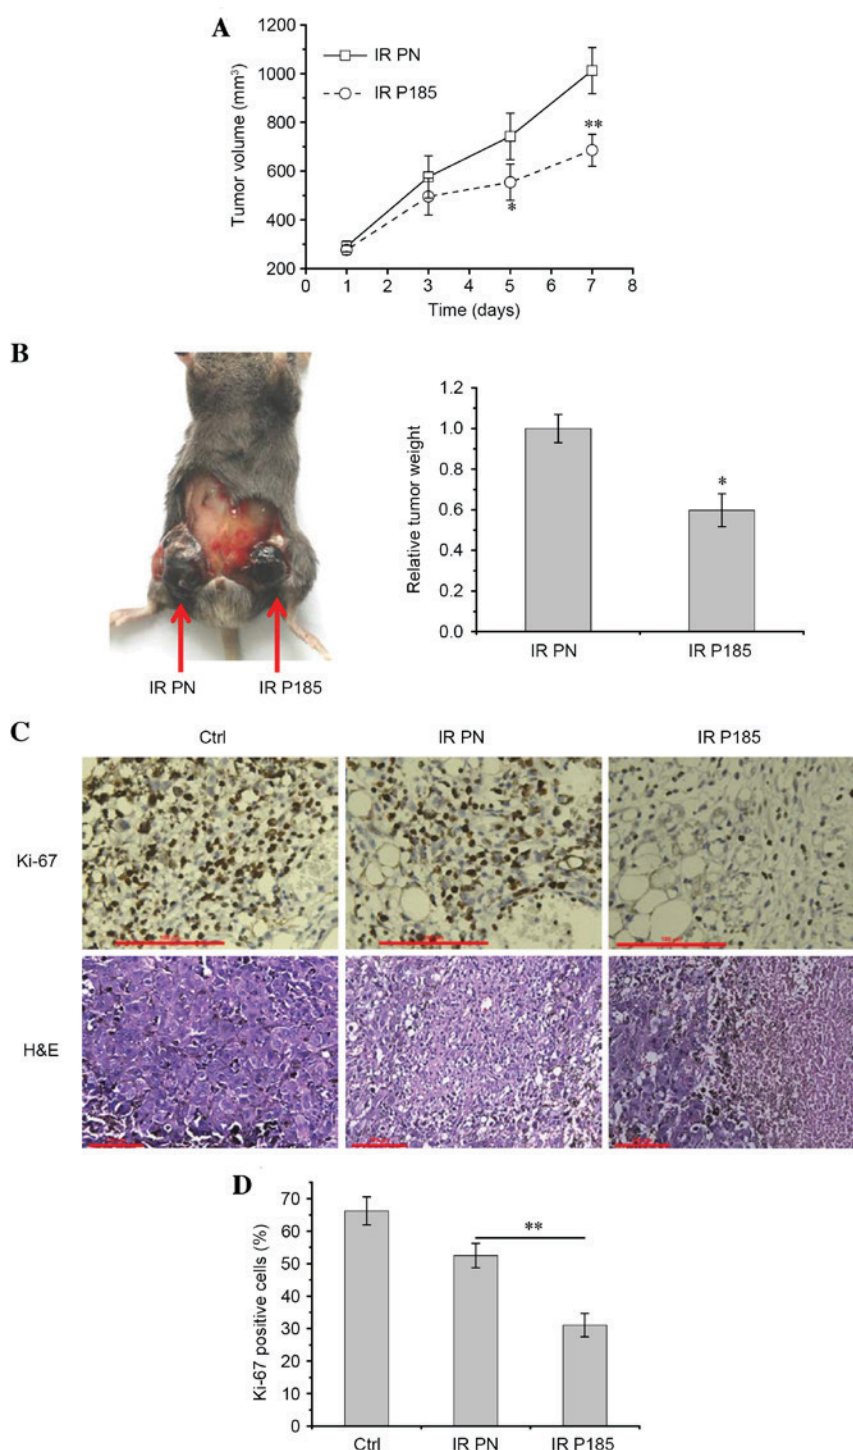 A
1200
1000
800
600
400
200
Tumor volume (mm³)
IR PN
IR P185
*
**
0 1 2 3 4 5 6 7 8
Time (days)
B
IR PN IR P185
1.2
1.0
0.8
0.6
0.4
0.2
0.0
Relative tumor weight
*
IR PN IR P185
C
Ctrl IR PN IR P185
Ki-67
H&E
D
70
60
50
40
30
20
10
0
Ki-67 positive cells (%)
**
Ctrl IR PN IR P185